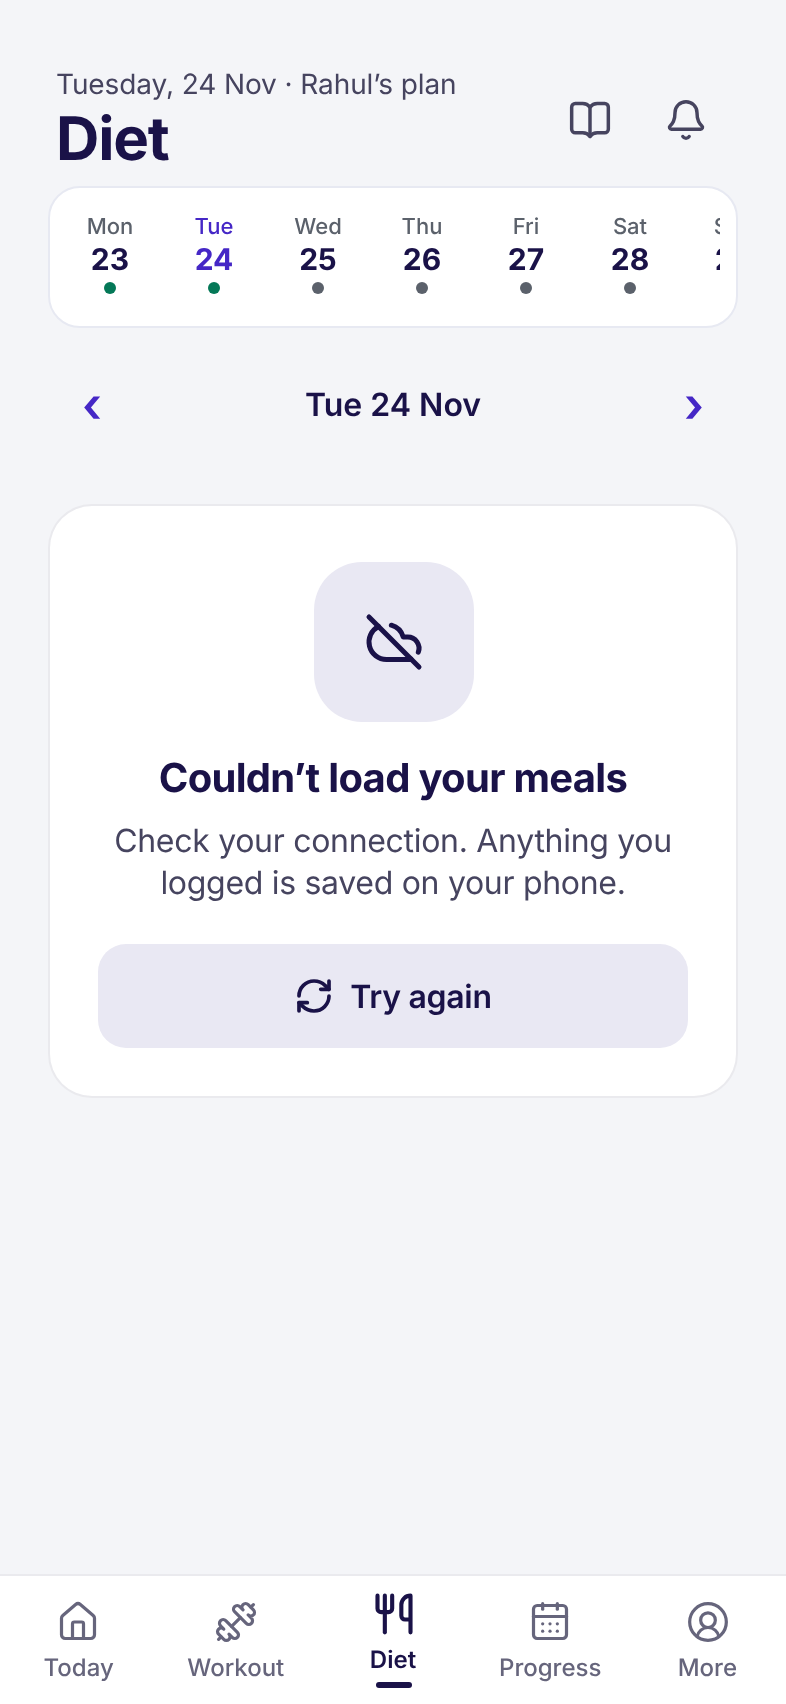 Tuesday, 24 Nov · Rahul’s plan
Diet
Mon Tue Wed Thu Fri Sat
23 24 25 26 27 28
‹ Tue 24 Nov ›
Couldn’t load your meals
Check your connection. Anything you
logged is saved on your phone.
Try again
Today Workout Diet Progress More